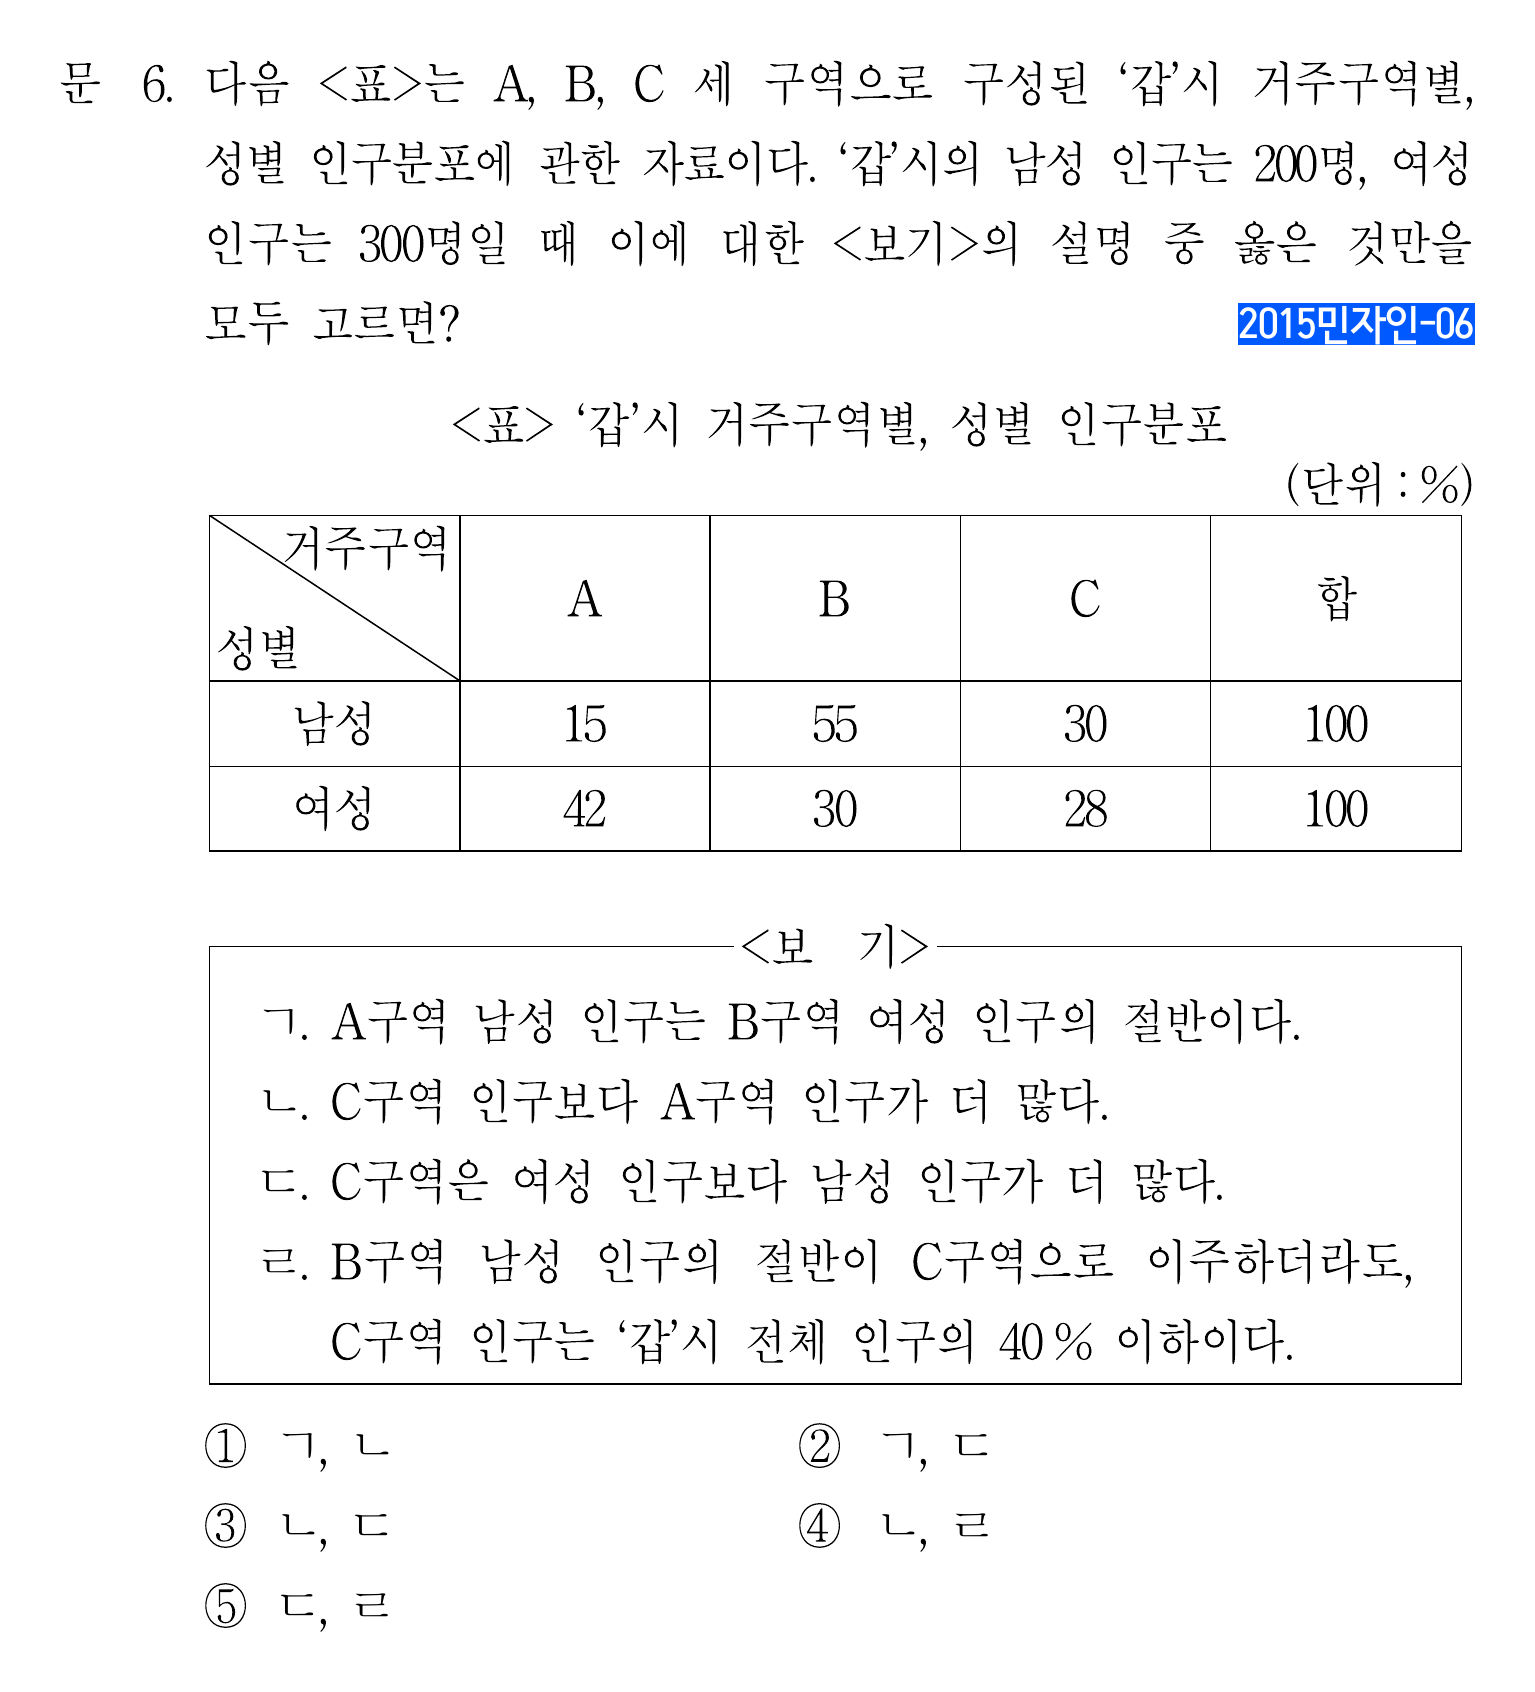 문 6. 다음 <표>는 A, B, C 세 구역으로 구성된 ‘갑’시 거주구역별,
성별 인구분포에 관한 자료이다. ‘갑’시의 남성 인구는 200명, 여성
인구는 300명일 때 이에 대한 <보기>의 설명 중 옳은 것만을
모두 고르면?
2015민자인-06
<표> ‘갑’시 거주구역별, 성별 인구분포
(단위 : %)
거주구역
성별
A B C 합
남성 15 55 30 100
여성 42 30 28 100
<보 기>
ㄱ. A구역 남성 인구는 B구역 여성 인구의 절반이다.
ㄴ. C구역 인구보다 A구역 인구가 더 많다.
ㄷ. C구역은 여성 인구보다 남성 인구가 더 많다.
ㄹ. B구역 남성 인구의 절반이 C구역으로 이주하더라도,
C구역 인구는 ‘갑’시 전체 인구의 40 % 이하이다.
① ㄱ, ㄴ ② ㄱ, ㄷ
③ ㄴ, ㄷ ④ ㄴ, ㄹ
⑤ ㄷ, ㄹ